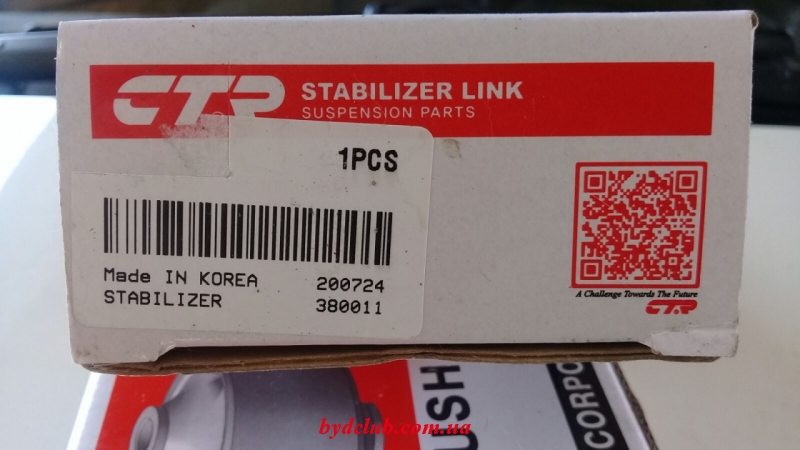 CTR
STABILIZER LINK
SUSPENSION PARTS
1PCS
Made IN KOREA 200724
STABILIZER 380011
A Challenge Towards The Future
CTR
USH
CORPO
bydclub.com.ua